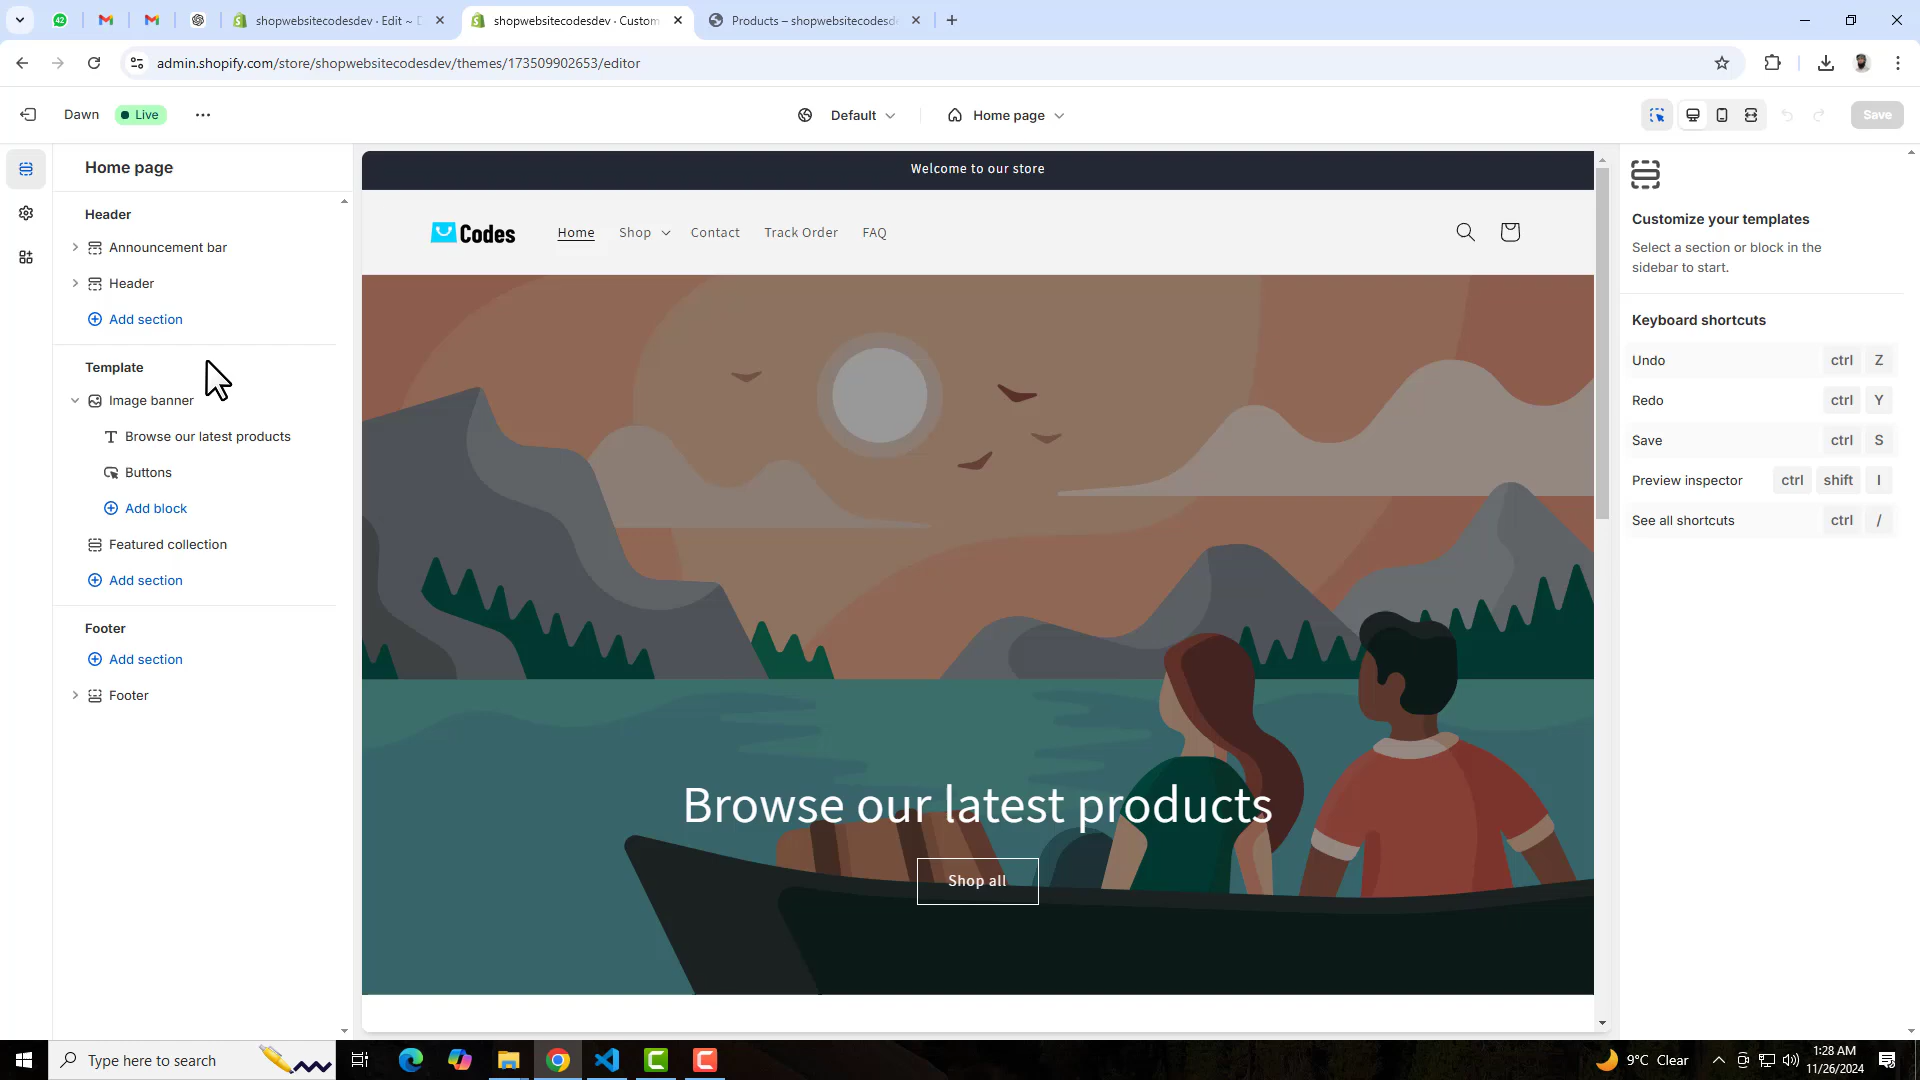 42
shopwebsitecodesdev · Edit ~ D
shopwebsitecodesdev · Custom
Products – shopwebsitecodesd
admin.shopify.com/store/shopwebsitecodesdev/themes/173509902653/editor
Dawn
Live
Default
Home page
Save
Home page
Header
Announcement bar
Header
Add section
Template
Image banner
Browse our latest products
Buttons
Add block
Featured collection
Add section
Footer
Add section
Footer
Welcome to our store
Codes
Home
Shop
Contact
Track Order
FAQ
Browse our latest products
Shop all
Customize your templates
Select a section or block in the
sidebar to start.
Keyboard shortcuts
Undo ctrl Z
Redo ctrl Y
Save ctrl S
Preview inspector ctrl shift I
See all shortcuts ctrl /
Type here to search
9°C Clear
1:28 AM
11/26/2024